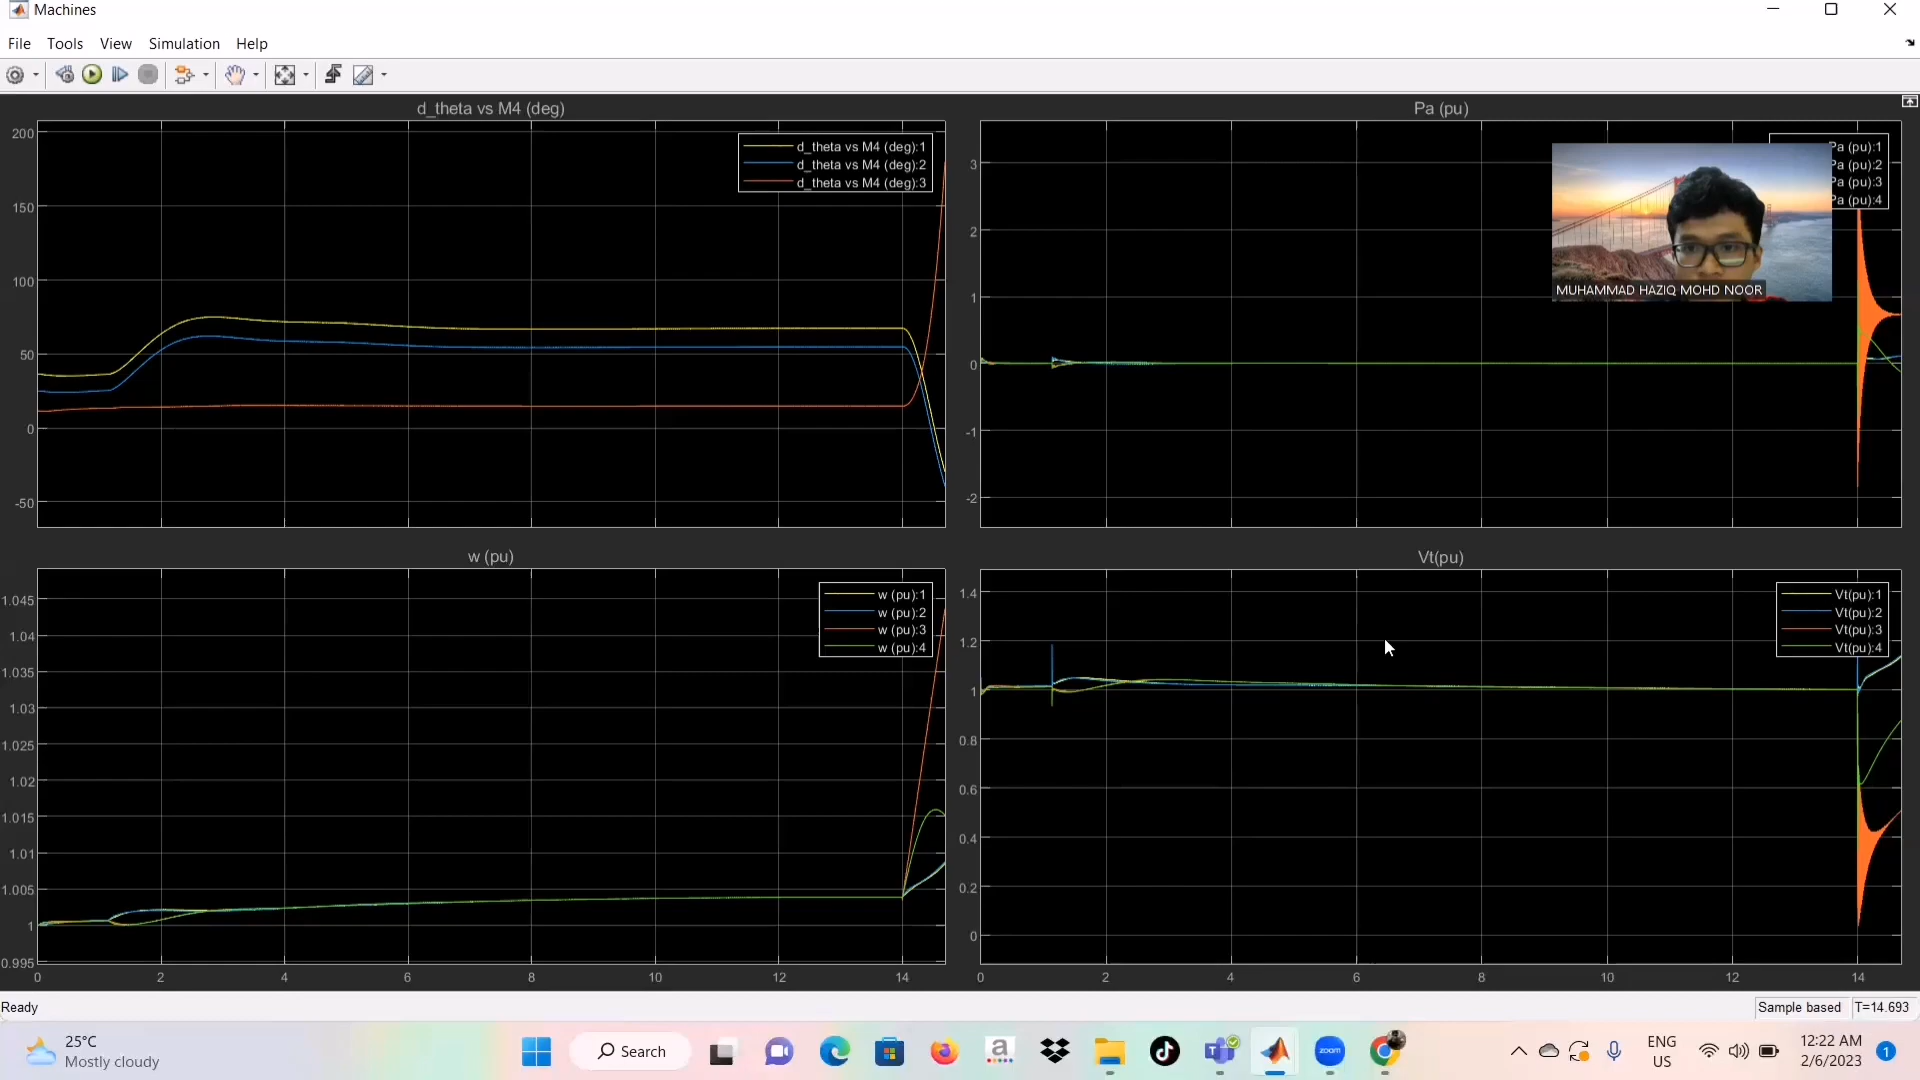 Machines
File Tools View Simulation Help
d_theta vs M4 (deg)
200
150
100
50
0
-50
d_theta vs M4 (deg):1
d_theta vs M4 (deg):2
d_theta vs M4 (deg):3
Pa (pu)
3
2
1
0
-1
-2
Pa (pu):1
Pa (pu):2
Pa (pu):3
Pa (pu):4
MUHAMMAD HAZIQ MOHD NOOR
w (pu)
1.045
1.04
1.035
1.03
1.025
1.02
1.015
1.01
1.005
1
0.995
0 2 4 6 8 10 12 14
w (pu):1
w (pu):2
w (pu):3
w (pu):4
Vt(pu)
1.4
1.2
1
0.8
0.6
0.4
0.2
0
0 2 4 6 8 10 12 14
Vt(pu):1
Vt(pu):2
Vt(pu):3
Vt(pu):4
Ready
Sample based T=14.693
25°C
Mostly cloudy
Search
a
zoom
ENG
US
12:22 AM
2/6/2023
1